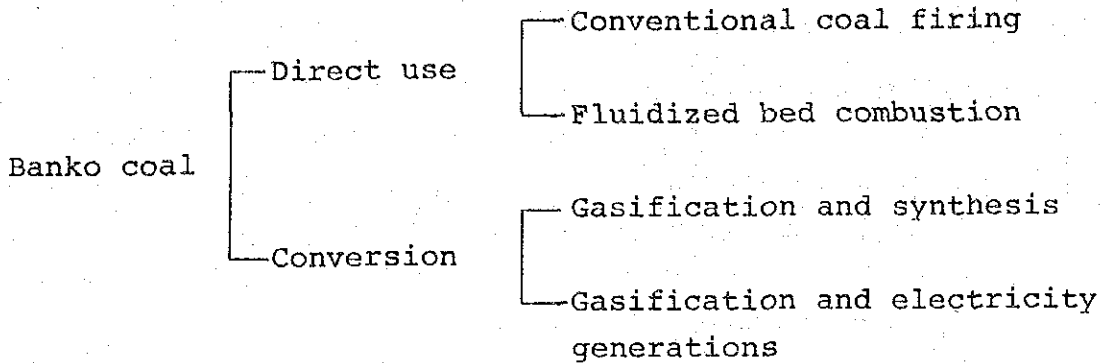 Conventional coal firing
Direct use
Fluidized bed combustion
Banko coal
Gasification and synthesis
Conversion
Gasification and electricity
generations